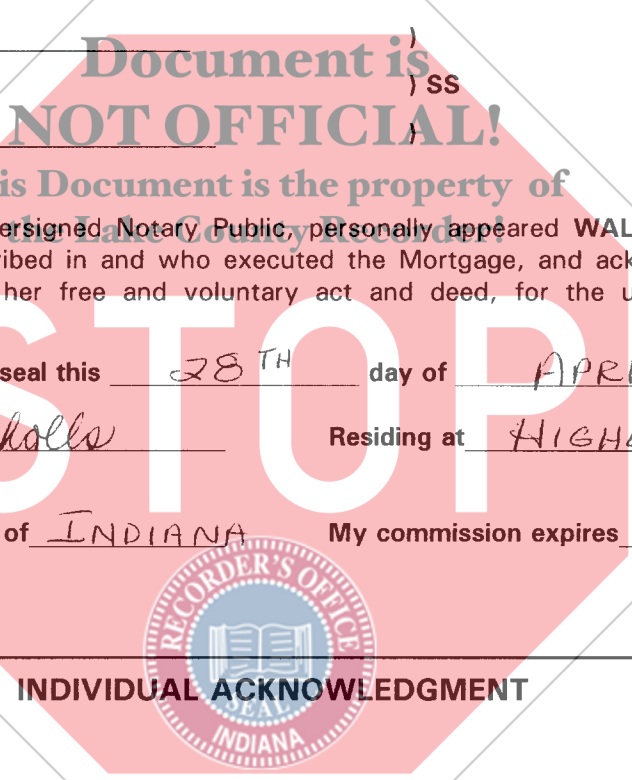 )
Document is
) SS
NOT OFFICIAL!
)
is Document is the property of
the Lake County Recorder!
ersigned Notary Public, personally appeared WAL
ribed in and who executed the Mortgage, and ack
her free and voluntary act and deed, for the u
STOP
seal this 28TH day of APRI
holls Residing at HIGH
of INDIANA My commission expires
RECORDER'S OFFICE
SEAL
INDIANA
INDIVIDUAL ACKNOWLEDGMENT